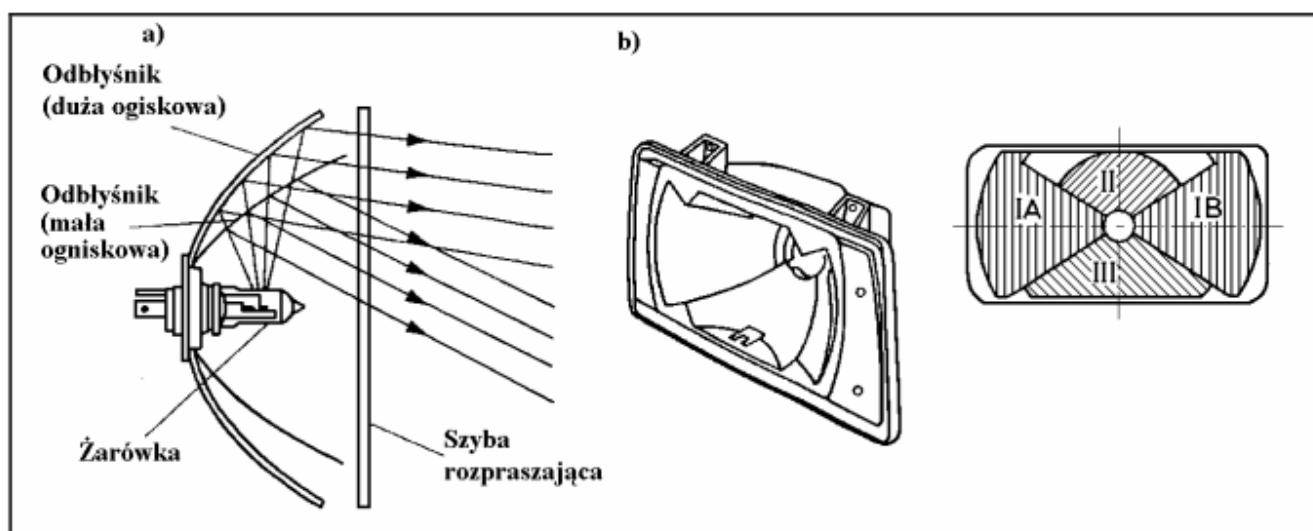 a)
Odbłyśnik
(duża ogiskowa)
Odbłyśnik
(mała
ogniskowa)
Żarówka
Szyba
rozpraszająca
b)
IA
II
IB
III